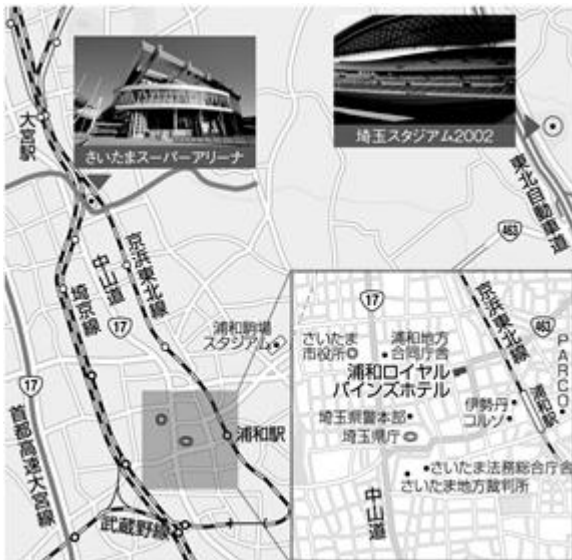 大宮駅
さいたまスーパーアリーナ
埼玉スタジアム2002
東北自動車道
463
京浜東北線
中山道
埼京線
17
浦和駒場
スタジアム
17
首都高速大宮線
浦和駅
武蔵野線
17
京浜東北線
463
PARCO
さいたま
市役所
浦和地方
合同庁舎
浦和ロイヤル
パインズホテル
伊勢丹
コルソ
浦和駅
埼玉県警本部
埼玉県庁
さいたま法務総合庁舎
さいたま地方裁判所
中山道